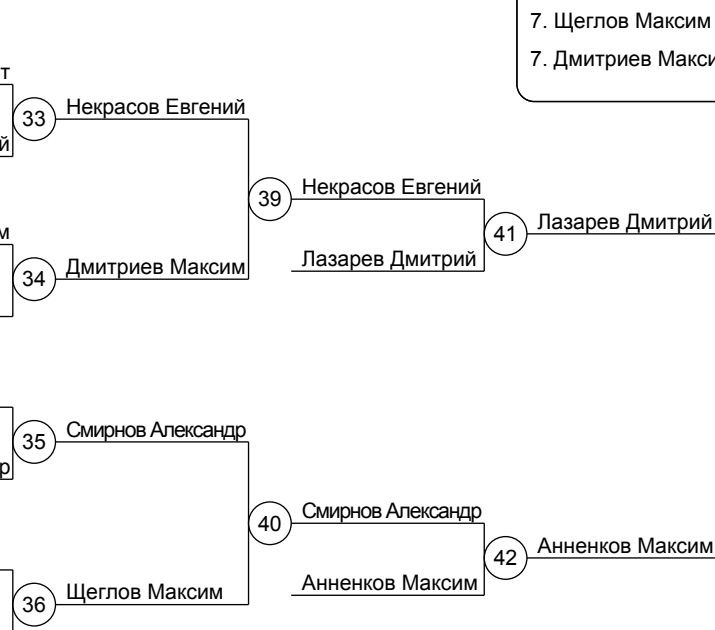 7. Щеглов Максим
7. Дмитриев Макси
т
33
Некрасов Евгений
й
39
Некрасов Евгений
41
Лазарев Дмитрий
м
34
Дмитриев Максим
Лазарев Дмитрий
35
Смирнов Александр
р
40
Смирнов Александр
42
Анненков Максим
36
Щеглов Максим
Анненков Максим